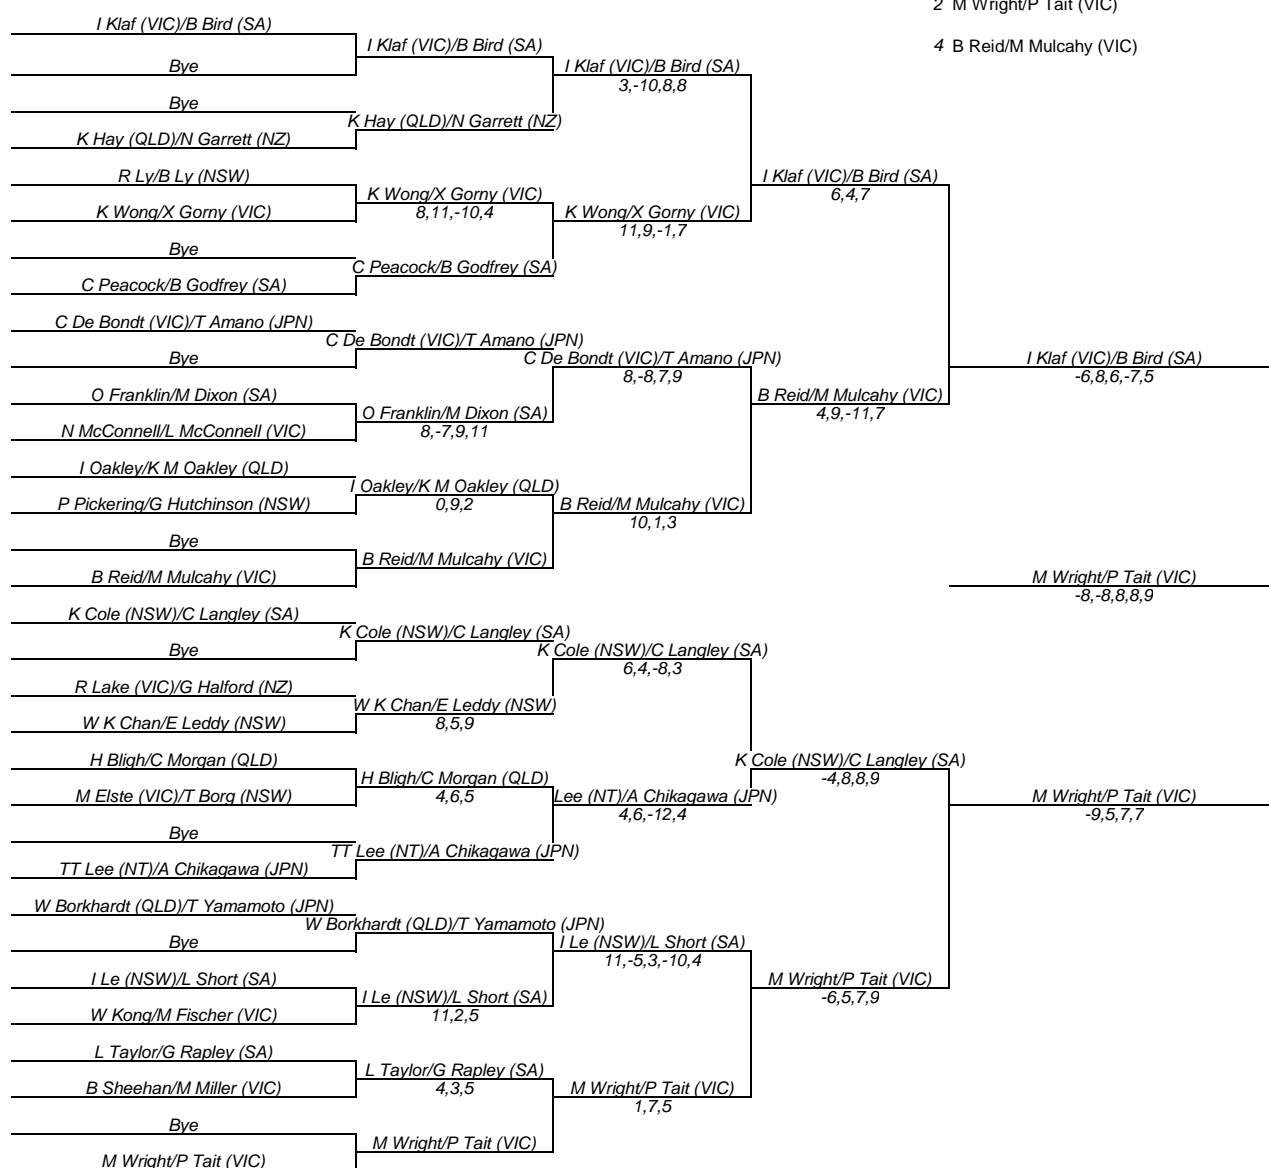 2 M Wright/P Tait (VIC)
4 B Reid/M Mulcahy (VIC)
I Klaf (VIC)/B Bird (SA)
Bye
Bye
K Hay (QLD)/N Garrett (NZ)
R Ly/B Ly (NSW)
K Wong/X Gorny (VIC)
Bye
C Peacock/B Godfrey (SA)
C De Bondt (VIC)/T Amano (JPN)
Bye
O Franklin/M Dixon (SA)
N McConnell/L McConnell (VIC)
I Oakley/K M Oakley (QLD)
P Pickering/G Hutchinson (NSW)
Bye
B Reid/M Mulcahy (VIC)
K Cole (NSW)/C Langley (SA)
Bye
R Lake (VIC)/G Halford (NZ)
W K Chan/E Leddy (NSW)
H Bligh/C Morgan (QLD)
M Elste (VIC)/T Borg (NSW)
Bye
TT Lee (NT)/A Chikagawa (JPN)
W Borkhardt (QLD)/T Yamamoto (JPN)
Bye
I Le (NSW)/L Short (SA)
W Kong/M Fischer (VIC)
L Taylor/G Rapley (SA)
B Sheehan/M Miller (VIC)
Bye
M Wright/P Tait (VIC)
I Klaf (VIC)/B Bird (SA)
K Hay (QLD)/N Garrett (NZ)
K Wong/X Gorny (VIC)
8,11,-10,4
C Peacock/B Godfrey (SA)
C De Bondt (VIC)/T Amano (JPN)
O Franklin/M Dixon (SA)
8,-7,9,11
I Oakley/K M Oakley (QLD)
0,9,2
B Reid/M Mulcahy (VIC)
K Cole (NSW)/C Langley (SA)
W K Chan/E Leddy (NSW)
8,5,9
H Bligh/C Morgan (QLD)
4,6,5
TT Lee (NT)/A Chikagawa (JPN)
W Borkhardt (QLD)/T Yamamoto (JPN)
I Le (NSW)/L Short (SA)
11,2,5
L Taylor/G Rapley (SA)
4,3,5
M Wright/P Tait (VIC)
I Klaf (VIC)/B Bird (SA)
3,-10,8,8
K Wong/X Gorny (VIC)
11,9,-1,7
C De Bondt (VIC)/T Amano (JPN)
8,-8,7,9
B Reid/M Mulcahy (VIC)
10,1,3
K Cole (NSW)/C Langley (SA)
6,4,-8,3
Lee (NT)/A Chikagawa (JPN)
4,6,-12,4
I Le (NSW)/L Short (SA)
11,-5,3,-10,4
M Wright/P Tait (VIC)
1,7,5
I Klaf (VIC)/B Bird (SA)
6,4,7
B Reid/M Mulcahy (VIC)
4,9,-11,7
K Cole (NSW)/C Langley (SA)
-4,8,8,9
M Wright/P Tait (VIC)
-6,5,7,9
I Klaf (VIC)/B Bird (SA)
-6,8,6,-7,5
M Wright/P Tait (VIC)
-8,-8,8,8,9
M Wright/P Tait (VIC)
-9,5,7,7